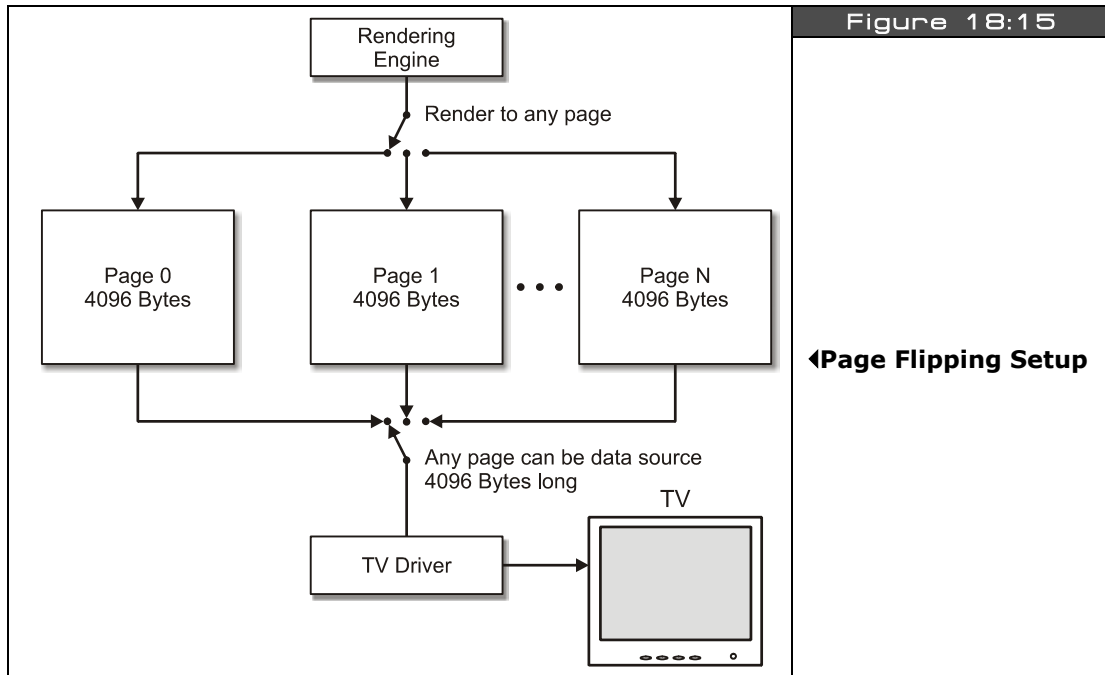 Figure 18:15
Rendering
Engine
Render to any page
Page 0
4096 Bytes
Page 1
4096 Bytes
• • •
Page N
4096 Bytes
◀Page Flipping Setup
Any page can be data source
4096 Bytes long
TV
TV Driver